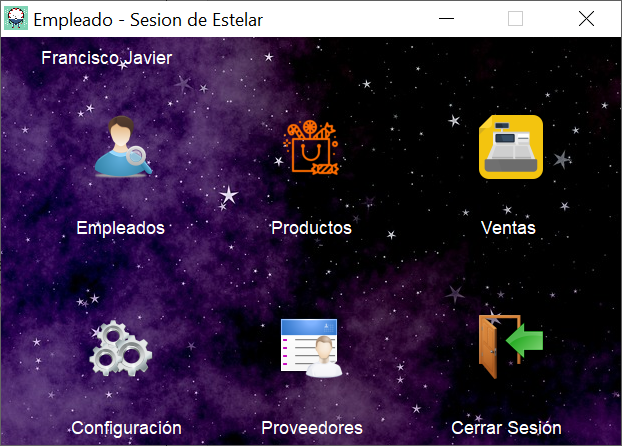 Empleado - Sesion de Estelar
Francisco Javier
Empleados
Productos
Ventas
Configuración
Proveedores
Cerrar Sesión